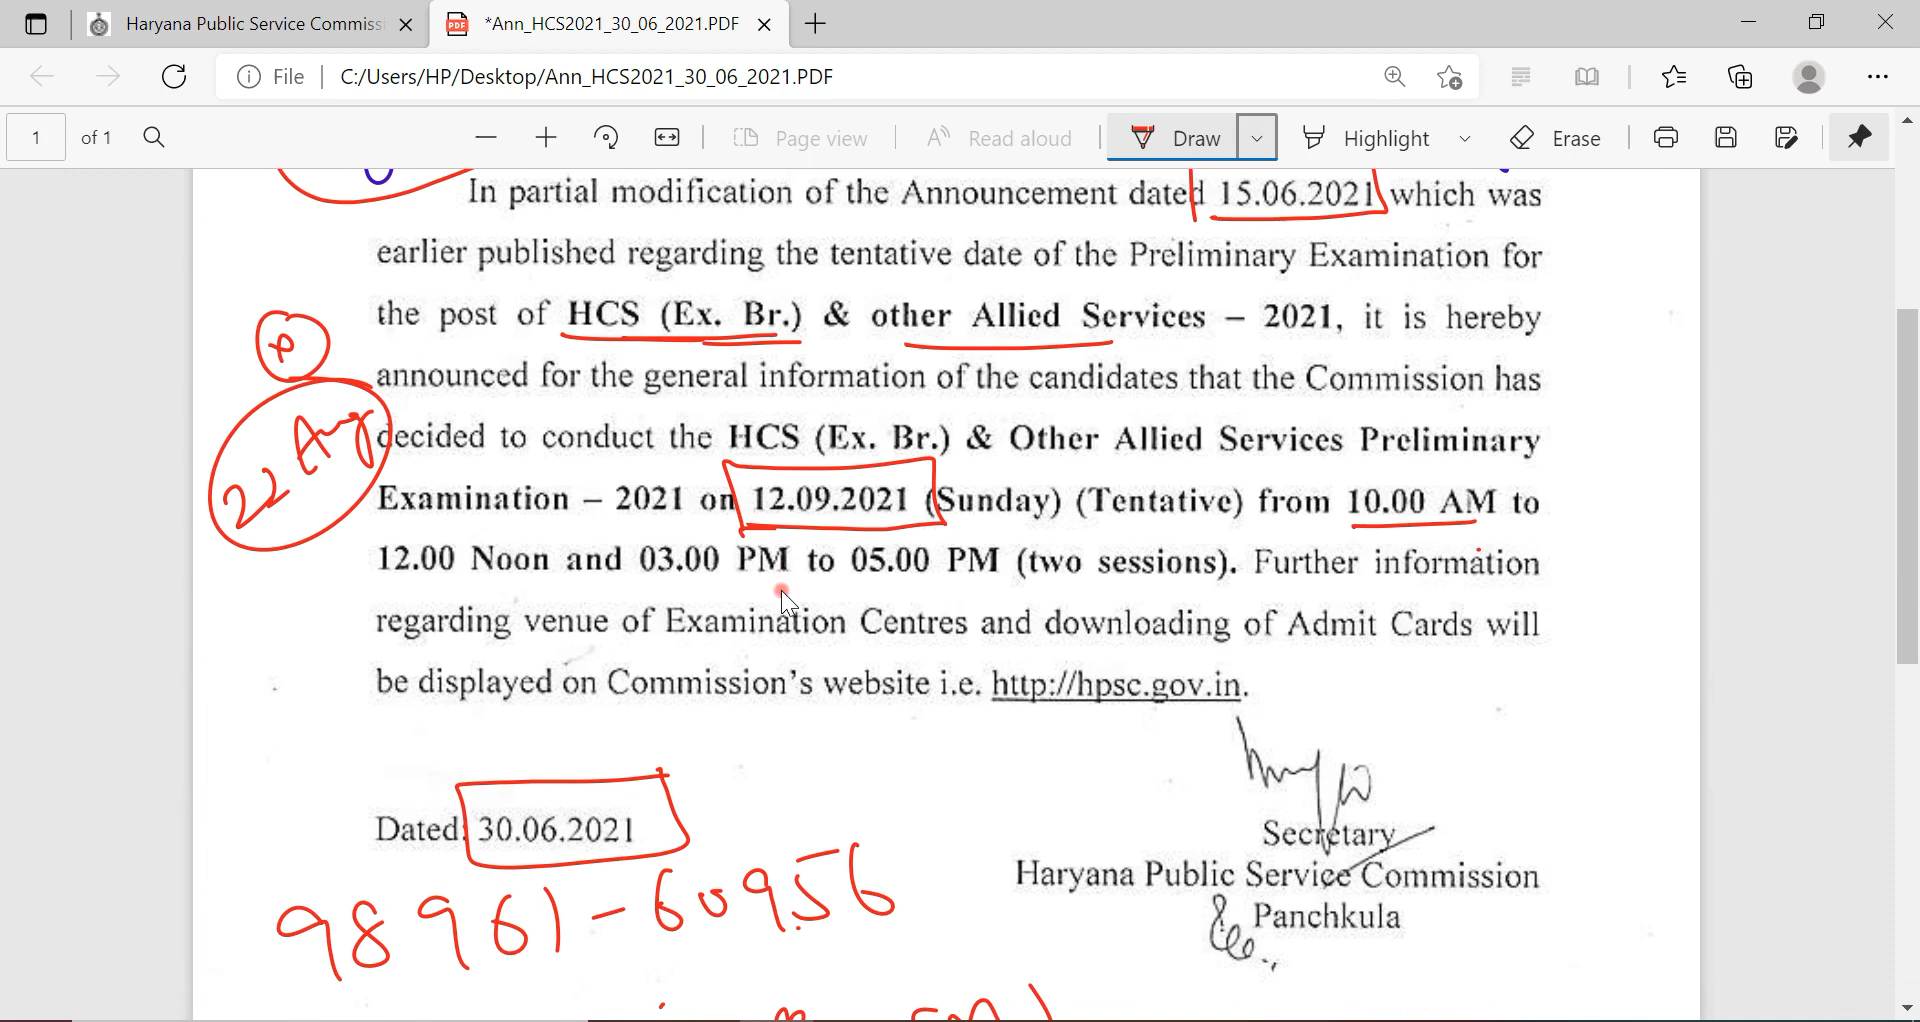 Haryana Public Service Commiss
*Ann_HCS2021_30_06_2021.PDF
File
C:/Users/HP/Desktop/Ann_HCS2021_30_06_2021.PDF
1 of 1
Page view
Read aloud
Draw
Highlight
Erase
In partial modification of the Announcement dated 15.06.2021 which was
earlier published regarding the tentative date of the Preliminary Examination for
the post of HCS (Ex. Br.) & other Allied Services – 2021, it is hereby
announced for the general information of the candidates that the Commission has
22 Aug
decided to conduct the HCS (Ex. Br.) & Other Allied Services Preliminary
Examination – 2021 on 12.09.2021 (Sunday) (Tentative) from 10.00 AM to
12.00 Noon and 03.00 PM to 05.00 PM (two sessions). Further information
regarding venue of Examination Centres and downloading of Admit Cards will
be displayed on Commission's website i.e. http://hpsc.gov.in.
Dated: 30.06.2021
Secretary
Haryana Public Service Commission
Panchkula
98961-60956